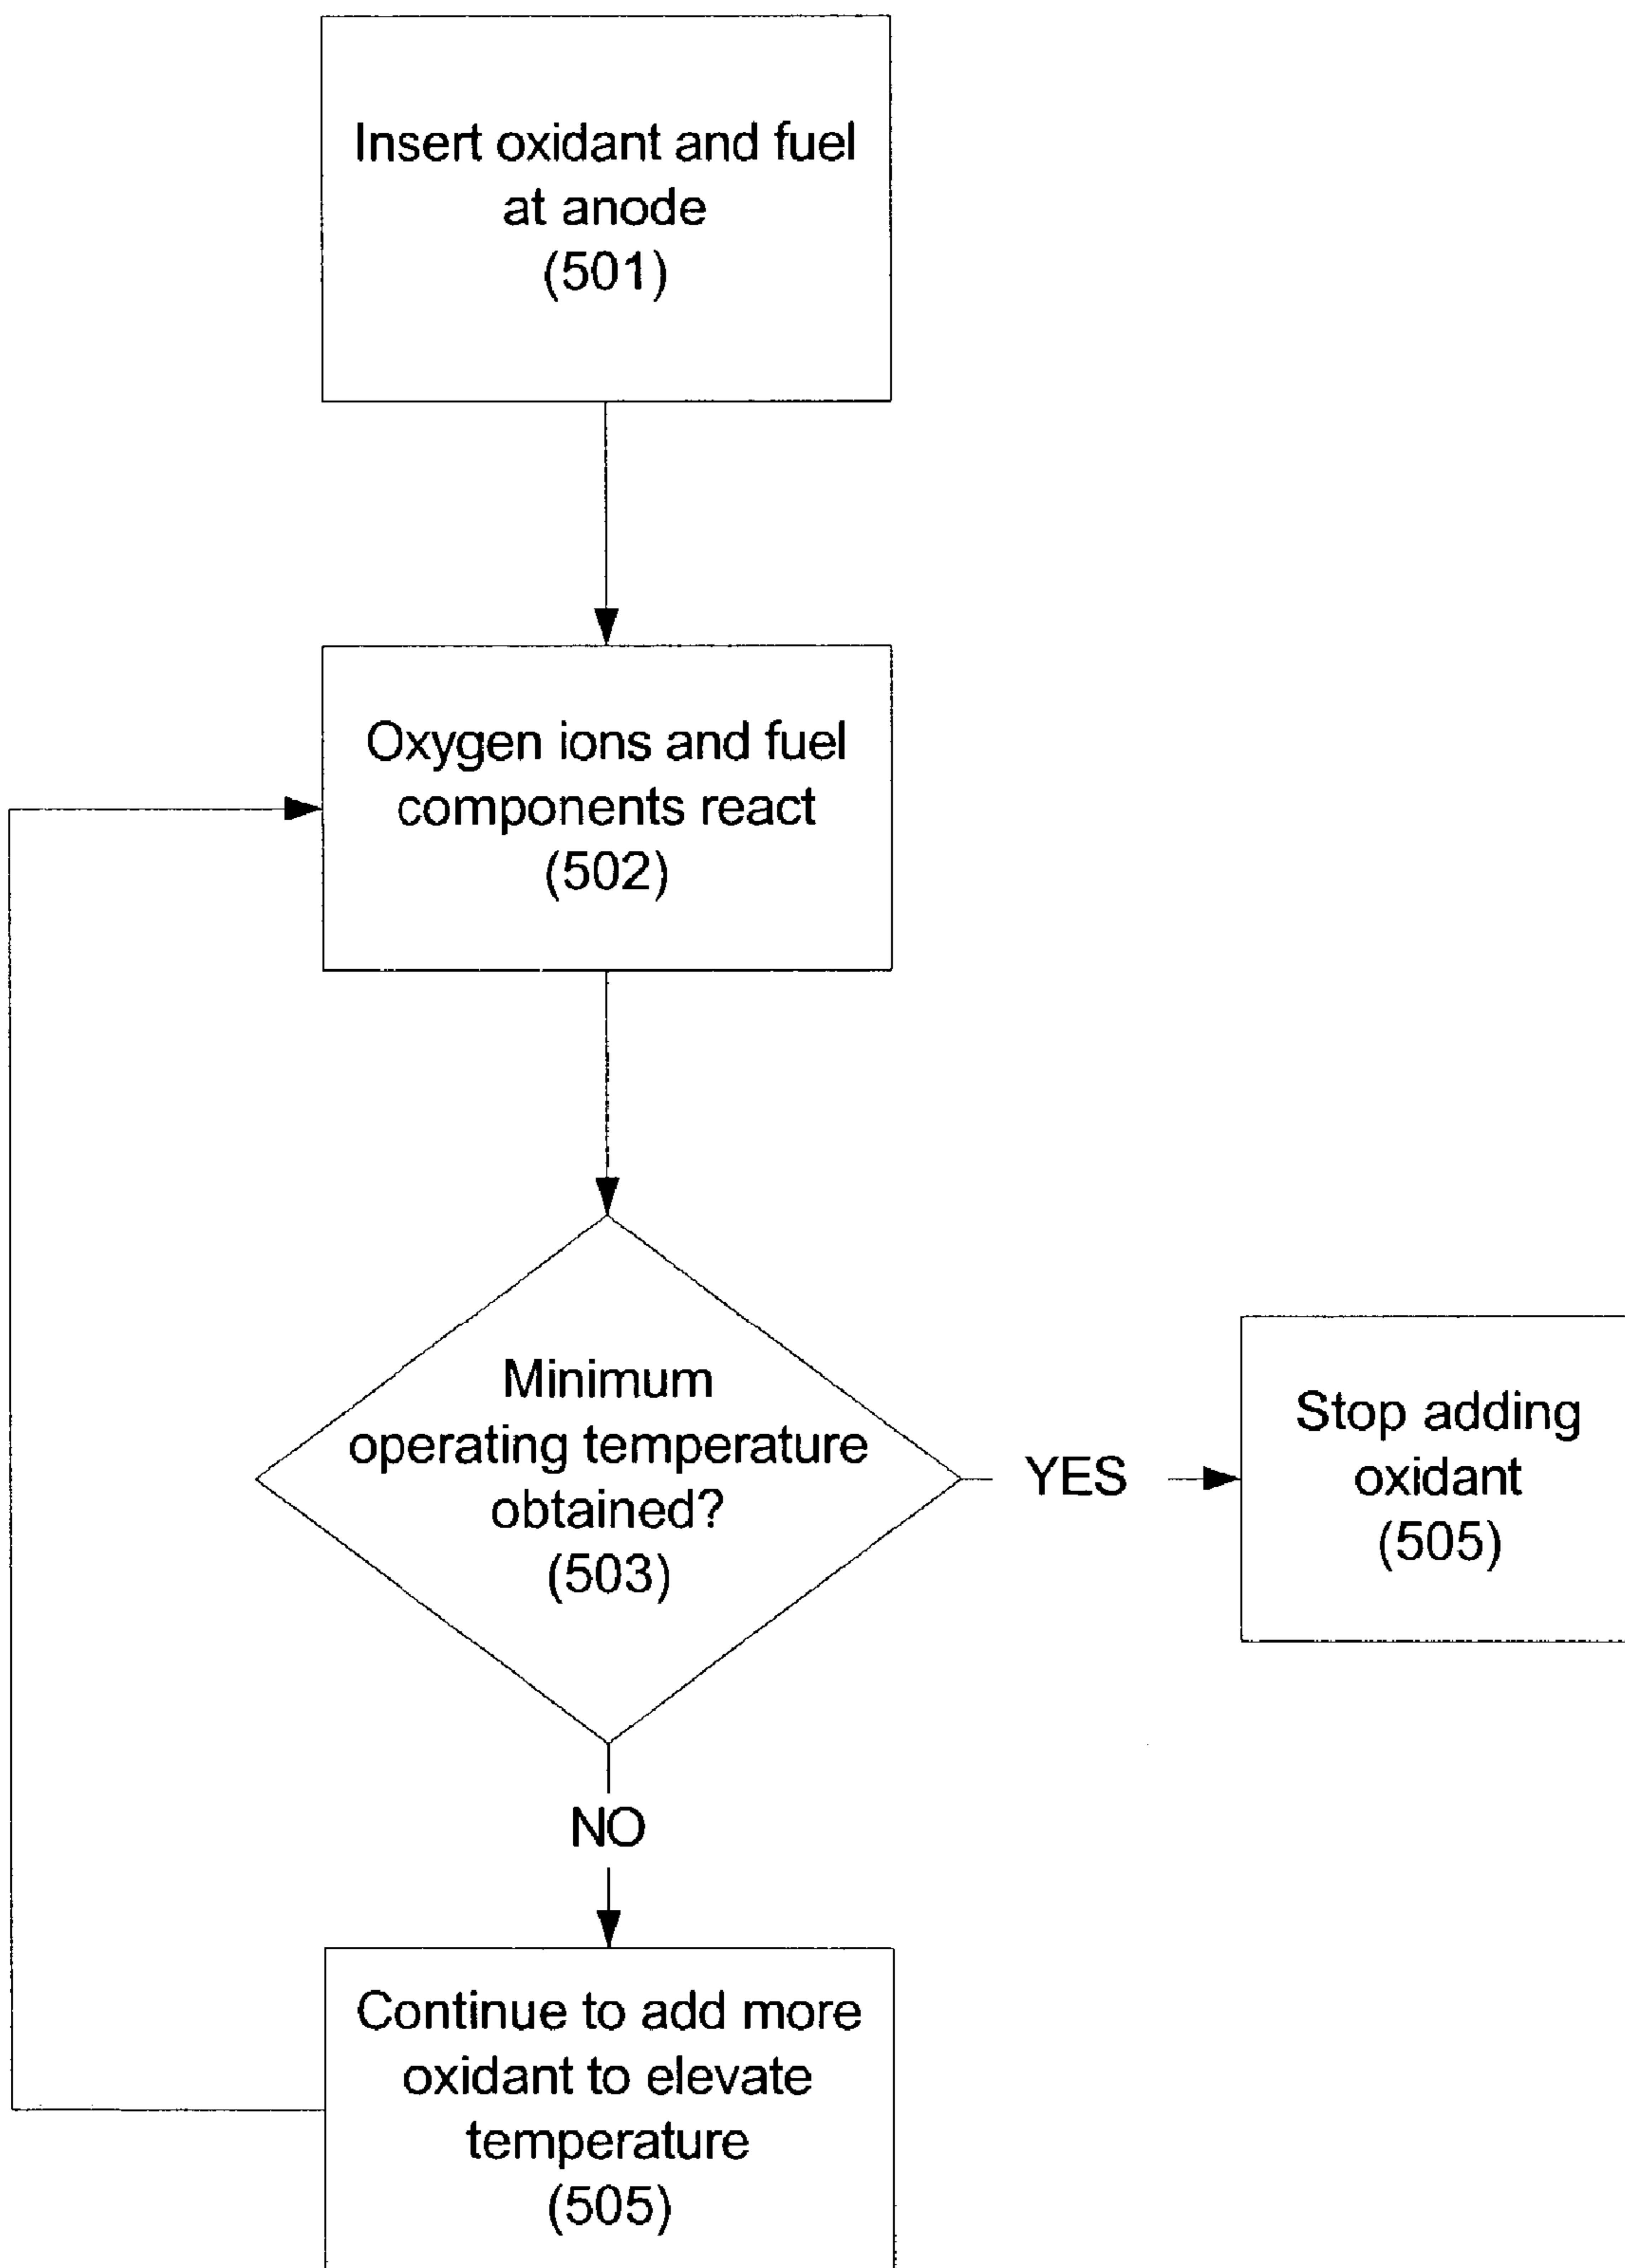 Insert oxidant and fuel
at anode
(501)
Oxygen ions and fuel
components react
(502)
Minimum
operating temperature
obtained?
(503)
YES
Stop adding
oxidant
(505)
NO
Continue to add more
oxidant to elevate
temperature
(505)